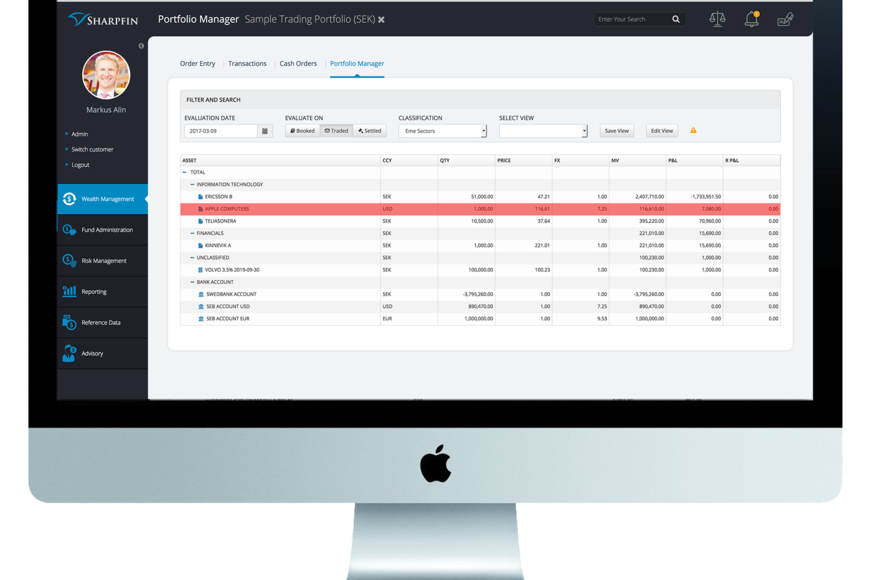 SHARPFIN
Portfolio Manager Sample Trading Portfolio (SEK) ✖
Enter Your Search
Markus Alin
Admin
Switch customer
Logout
Wealth Management
Fund Administration
Risk Management
Reporting
Reference Data
Advisory
Order Entry Transactions Cash Orders Portfolio Manager
FILTER AND SEARCH
EVALUATION DATE EVALUATE ON CLASSIFICATION SELECT VIEW
2017-03-09 Booked Traded Settled Eme Sectors Save View Edit View
ASSET CCY QTY PRICE FX MV P&L R P&L
TOTAL
INFORMATION TECHNOLOGY
ERICSSON B SEK 51,000.00 47.21 1.00 2,407,710.00 -1,733,951.50 0.00
APPLE COMPUTERS USD 1,000.00 116.61 7.25 116,610.00 7,080.00 0.00
TELIASONERA SEK 10,500.00 37.64 1.00 395,220.00 70,960.00 0.00
FINANCIALS 221,010.00 15,690.00 0.00
KINNEVIK A SEK 1,000.00 221.01 1.00 221,010.00 15,690.00 0.00
UNCLASSIFIED 100,230.00 1,000.00 0.00
VOLVO 3.5% 2019-09-30 SEK 100,000.00 100.23 1.00 100,230.00 1,000.00 0.00
BANK ACCOUNT
SWEDBANK ACCOUNT SEK -3,795,260.00 1.00 1.00 -3,795,260.00 0.00 0.00
SEB ACCOUNT USD USD 890,470.00 1.00 7.25 890,470.00 0.00 0.00
SEB ACCOUNT EUR EUR 1,000,000.00 1.00 9.53 1,000,000.00 0.00 0.00